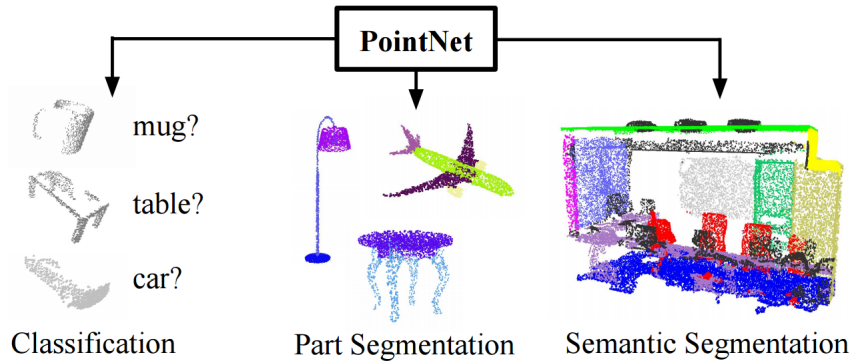 PointNet
mug?
table?
car?
Classification
Part Segmentation
Semantic Segmentation